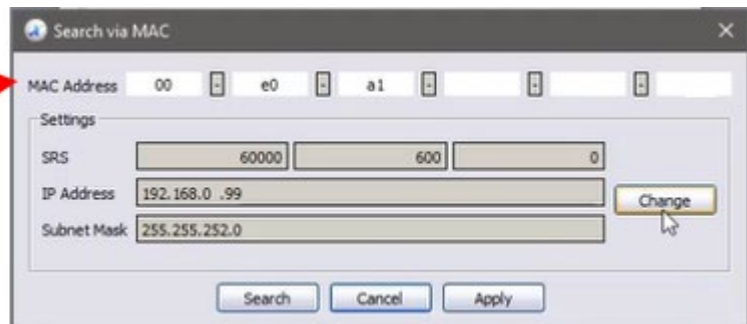 Search via MAC
MAC Address 00 - e0 - a1 - - -
Settings
SRS 60000 600 0
IP Address 192.168.0 .99
Change
Subnet Mask 255.255.252.0
Search Cancel Apply